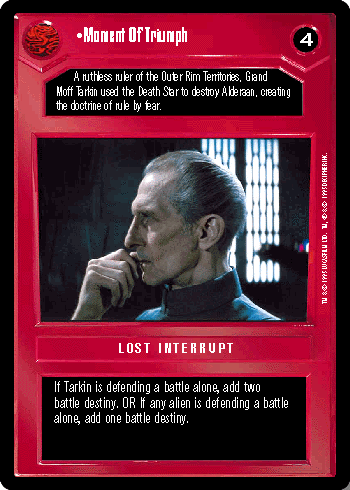 •Moment Of Triumph
4
A ruthless ruler of the Outer Rim Territories, Grand
Moff Tarkin used the Death Star to destroy Alderaan, creating
the doctrine of rule by fear.
LOST INTERRUPT
If Tarkin is defending a battle alone, add two
battle destiny. OR If any alien is defending a battle
alone, add one battle destiny.